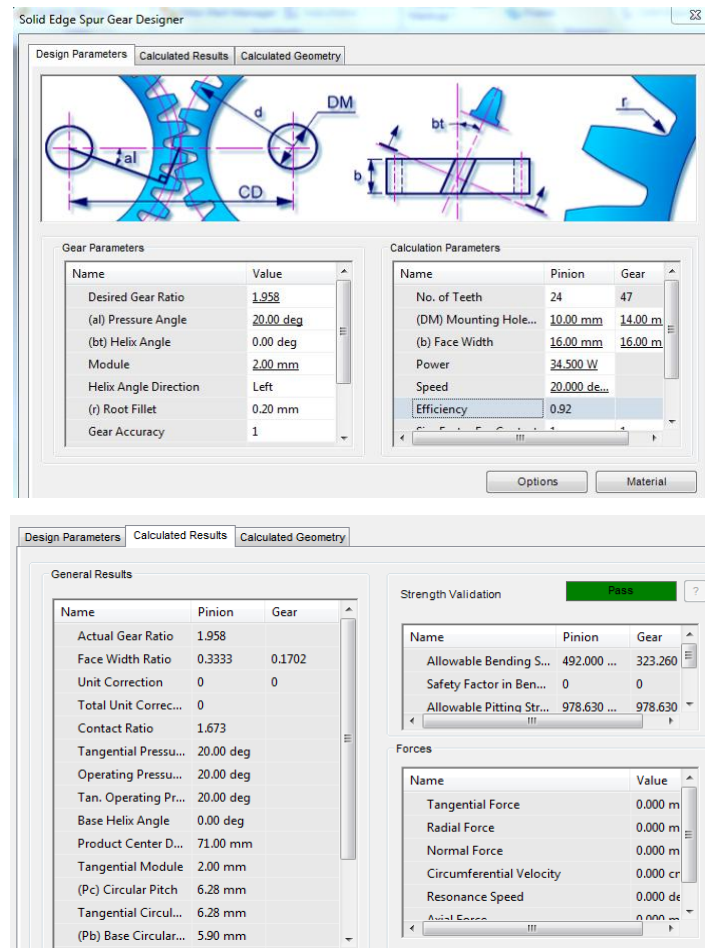 Solid Edge Spur Gear Designer
Design Parameters Calculated Results Calculated Geometry
d DM bt r
al b
CD
Gear Parameters Calculation Parameters
Name Value Name Pinion Gear
Desired Gear Ratio 1.958 No. of Teeth 24 47
(al) Pressure Angle 20.00 deg (DM) Mounting Hole... 10.00 mm 14.00 m
(bt) Helix Angle 0.00 deg (b) Face Width 16.00 mm 16.00 m
Module 2.00 mm Power 34.500 W
Helix Angle Direction Left Speed 20.000 de...
(r) Root Fillet 0.20 mm Efficiency 0.92
Gear Accuracy 1
Options Material
Design Parameters Calculated Results Calculated Geometry
General Results
Strength Validation Pass ?
Name Pinion Gear
Actual Gear Ratio 1.958
Face Width Ratio 0.3333 0.1702
Unit Correction 0 0
Total Unit Correc... 0
Contact Ratio 1.673
Tangential Pressu... 20.00 deg
Operating Pressu... 20.00 deg
Tan. Operating Pr... 20.00 deg
Base Helix Angle 0.00 deg
Product Center D... 71.00 mm
Tangential Module 2.00 mm
(Pc) Circular Pitch 6.28 mm
Tangential Circul... 6.28 mm
(Pb) Base Circular... 5.90 mm
Name Pinion Gear
Allowable Bending S... 492.000 ... 323.260
Safety Factor in Ben... 0 0
Allowable Pitting Str... 978.630 ... 978.630
Forces
Name Value
Tangential Force 0.000 m
Radial Force 0.000 m
Normal Force 0.000 m
Circumferential Velocity 0.000 cr
Resonance Speed 0.000 de
Axial Force 0.000 m